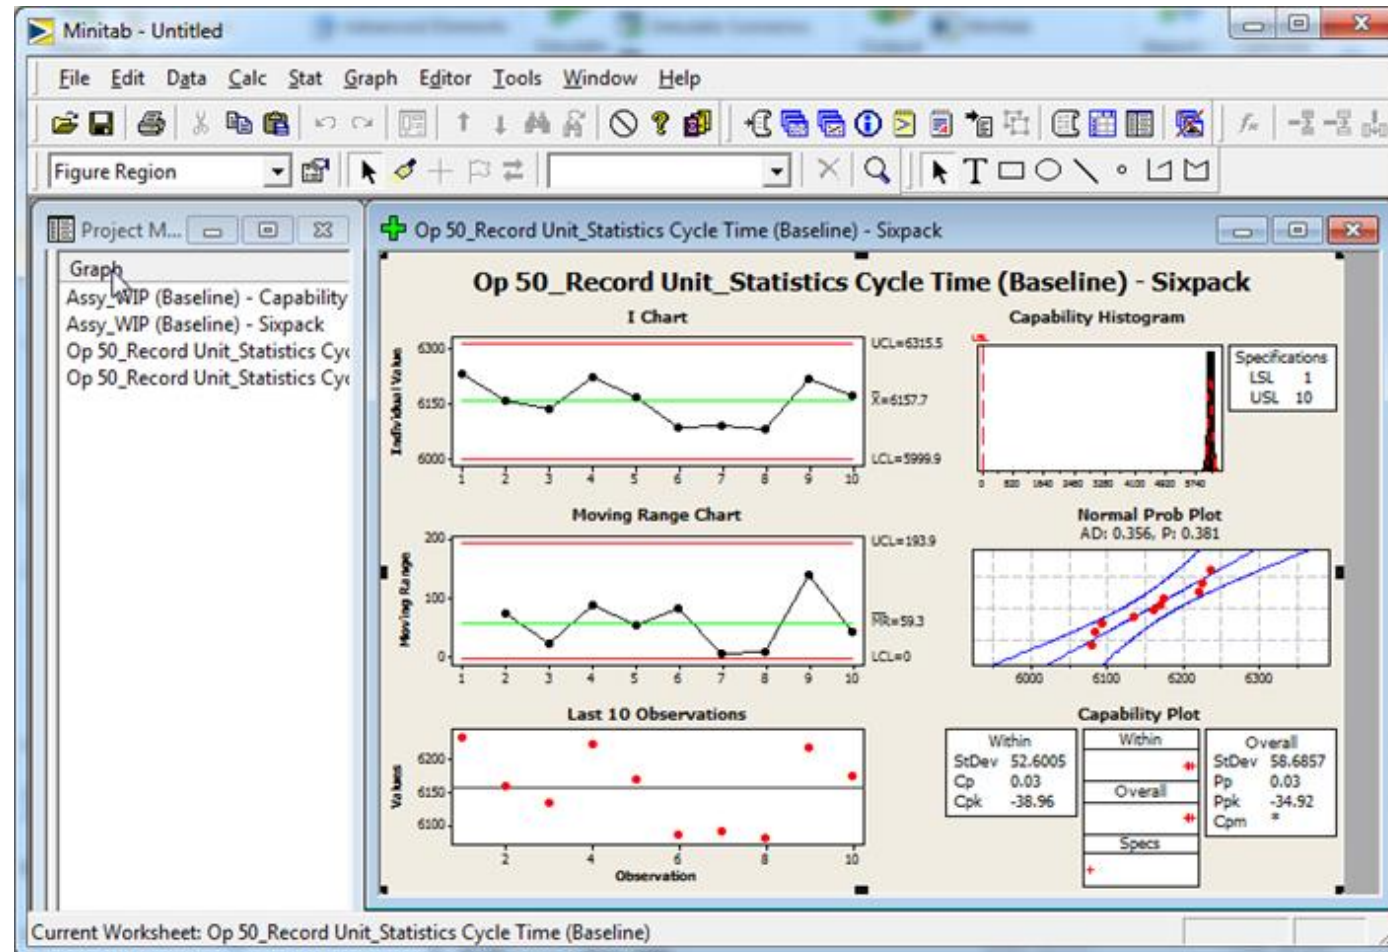 Minitab - Untitled
File Edit Data Calc Stat Graph Editor Tools Window Help
Figure Region
Project M...
Graph
Assy_WIP (Baseline) - Capability
Assy_WIP (Baseline) - Sixpack
Op 50_Record Unit_Statistics Cyc
Op 50_Record Unit_Statistics Cyc
Op 50_Record Unit_Statistics Cycle Time (Baseline) - Sixpack
Op 50_Record Unit_Statistics Cycle Time (Baseline) - Sixpack
I Chart
Individual Value
6300
6150
6000
1 2 3 4 5 6 7 8 9 10
UCL=6315.5
X̄=6157.7
LCL=5999.9
Capability Histogram
0 820 1640 2460 3280 4100 4920 5740
Specifications
LSL 1
USL 10
Moving Range Chart
Moving Range
200
100
0
1 2 3 4 5 6 7 8 9 10
UCL=193.9
M̄R̄=59.3
LCL=0
Normal Prob Plot
AD: 0.356, P: 0.381
6000 6100 6200 6300
Last 10 Observations
Values
6200
6150
6100
2 4 6 8 10
Observation
Capability Plot
Within
StDev 52.6005
Cp 0.03
Cpk -38.96
Within
Overall
Specs
Overall
StDev 58.6857
Pp 0.03
Ppk -34.92
Cpm *
Current Worksheet: Op 50_Record Unit_Statistics Cycle Time (Baseline)